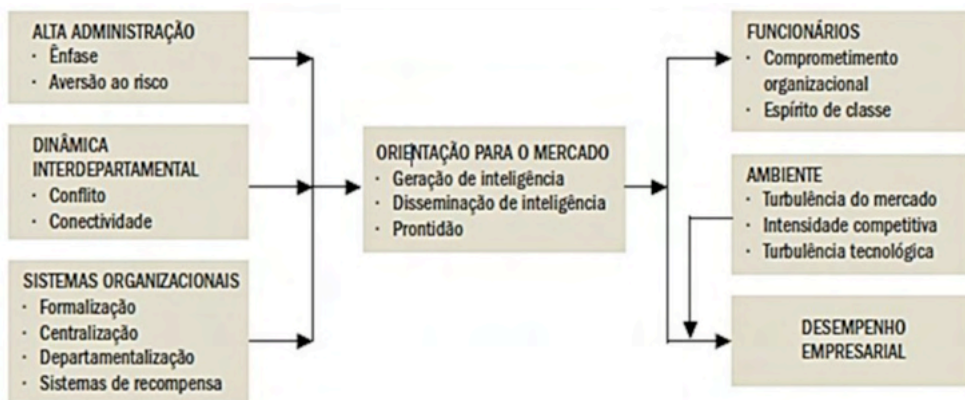 ALTA ADMINISTRAÇÃO
· Ênfase
· Aversão ao risco
DINÂMICA
INTERDEPARTAMENTAL
· Conflito
· Conectividade
SISTEMAS ORGANIZACIONAIS
· Formalização
· Centralização
· Departamentalização
· Sistemas de recompensa
ORIENTAÇÃO PARA O MERCADO
· Geração de inteligência
· Disseminação de inteligência
· Prontidão
FUNCIONÁRIOS
· Comprometimento
organizacional
· Espírito de classe
AMBIENTE
· Turbulência do mercado
· Intensidade competitiva
· Turbulência tecnológica
DESEMPENHO
EMPRESARIAL